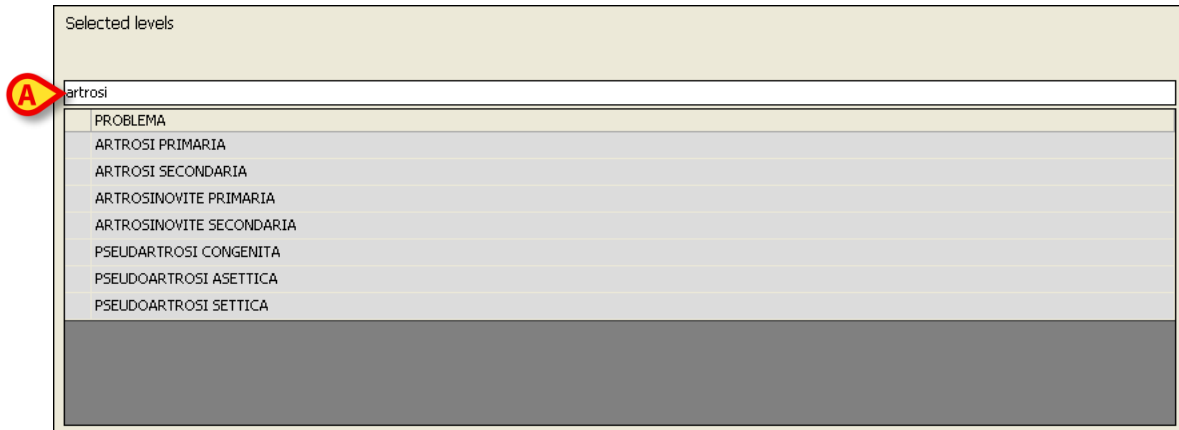 Selected levels
A
artrosi
PROBLEMA
ARTROSI PRIMARIA
ARTROSI SECONDARIA
ARTROSINOVITE PRIMARIA
ARTROSINOVITE SECONDARIA
PSEUDARTROSI CONGENITA
PSEUDOARTROSI ASETTICA
PSEUDOARTROSI SETTICA